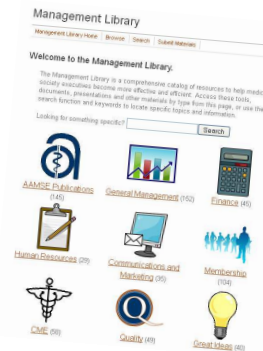 Management Library
Management Library Home Browse Search Submit Materials
Welcome to the Management Library.
The Management Library is a comprehensive catalog of resources to help medical
society executives become more effective and efficient. Access these tools,
documents, presentations and other materials by type from this page, or use the
search function and keywords to locate specific topics and information.
Looking for something specific? Search
AAMSE Publications
(145)
General Management (152)
Finance (45)
Human Resources (29)
Communications and
Marketing (35)
Membership
(104)
CME (56)
Quality (49)
Great Ideas (46)